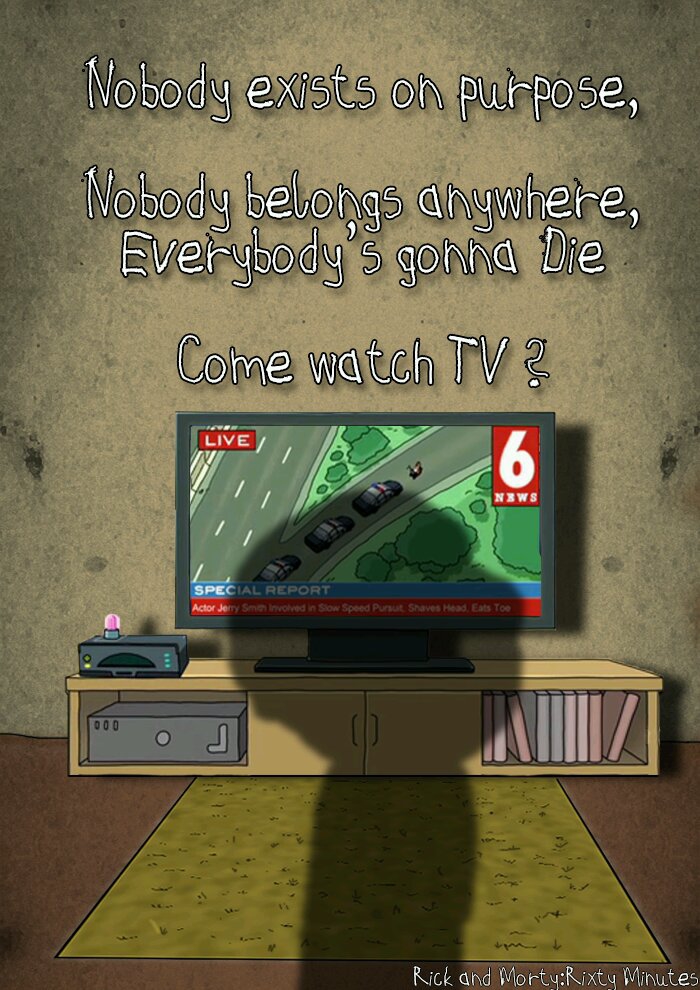 Nobody exists on purpose,
Nobody belongs anywhere,
Everybody's gonna Die
Come watch TV ?
LIVE
6
NEWS
SPECIAL REPORT
Actor Jerry Smith Involved in Slow Speed Pursuit, Shaves Head, Eats Toe
Rick and Morty:Rixty Minutes